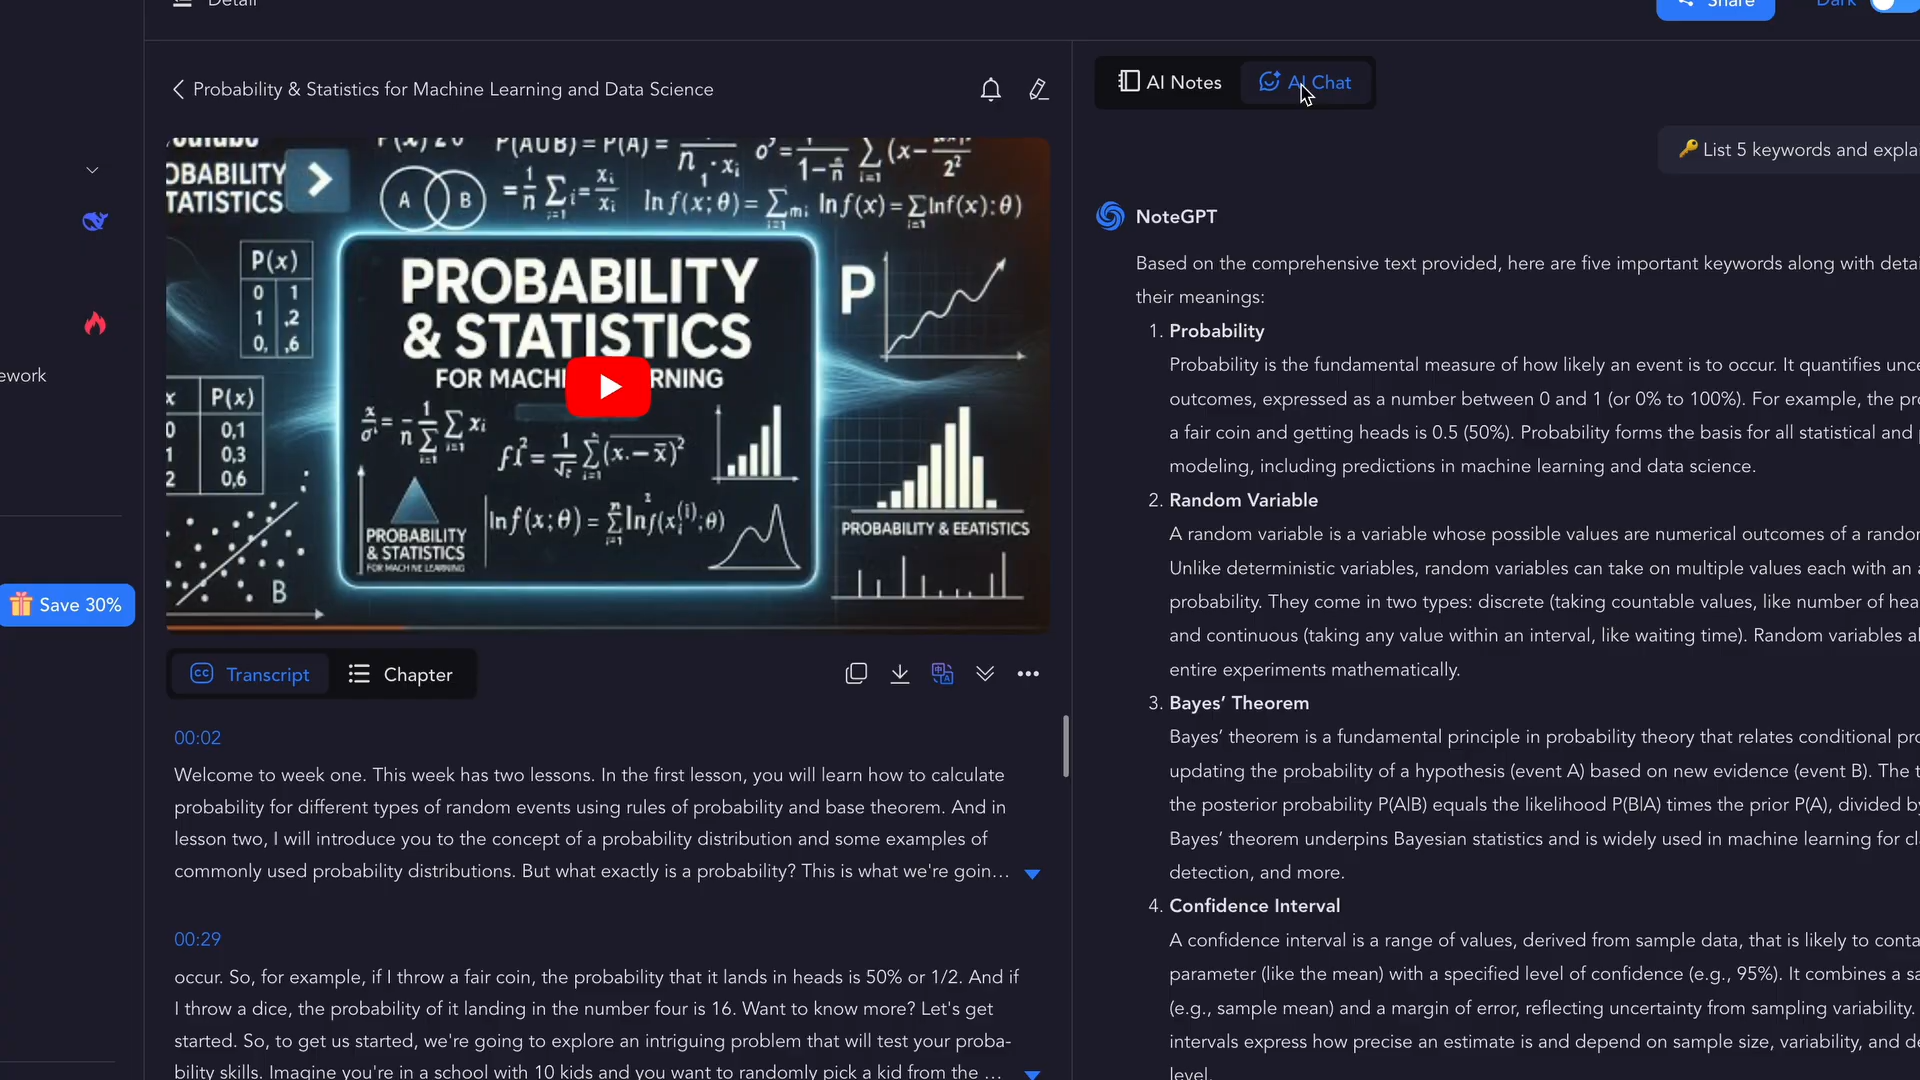 Detail
Share
Dark
Probability & Statistics for Machine Learning and Data Science
AI Notes
AI Chat
🔑 List 5 keywords and explai
PROBABILITY
& STATISTICS
FOR MACHI
RNING
P(x)
P(x)
A
B
P
B
PROBABILITY
& STATISTICS
FOR MACHINE LEARNING
PROBABILITY & EEATISTICS
ework
Save 30%
Transcript
Chapter
00:02
Welcome to week one. This week has two lessons. In the first lesson, you will learn how to calculate
probability for different types of random events using rules of probability and base theorem. And in
lesson two, I will introduce you to the concept of a probability distribution and some examples of
commonly used probability distributions. But what exactly is a probability? This is what we're goin...
00:29
occur. So, for example, if I throw a fair coin, the probability that it lands in heads is 50% or 1/2. And if
I throw a dice, the probability of it landing in the number four is 16. Want to know more? Let's get
started. So, to get us started, we're going to explore an intriguing problem that will test your proba-
bility skills. Imagine you're in a school with 10 kids and you want to randomly pick a kid from the ...
NoteGPT
Based on the comprehensive text provided, here are five important keywords along with detai
their meanings:
1. Probability
Probability is the fundamental measure of how likely an event is to occur. It quantifies unce
outcomes, expressed as a number between 0 and 1 (or 0% to 100%). For example, the pro
a fair coin and getting heads is 0.5 (50%). Probability forms the basis for all statistical and p
modeling, including predictions in machine learning and data science.
2. Random Variable
A random variable is a variable whose possible values are numerical outcomes of a random
Unlike deterministic variables, random variables can take on multiple values each with an a
probability. They come in two types: discrete (taking countable values, like number of hea
and continuous (taking any value within an interval, like waiting time). Random variables al
entire experiments mathematically.
3. Bayes’ Theorem
Bayes’ theorem is a fundamental principle in probability theory that relates conditional pro
updating the probability of a hypothesis (event A) based on new evidence (event B). The t
the posterior probability P(A|B) equals the likelihood P(B|A) times the prior P(A), divided by
Bayes’ theorem underpins Bayesian statistics and is widely used in machine learning for cl
detection, and more.
4. Confidence Interval
A confidence interval is a range of values, derived from sample data, that is likely to conta
parameter (like the mean) with a specified level of confidence (e.g., 95%). It combines a sa
(e.g., sample mean) and a margin of error, reflecting uncertainty from sampling variability.
intervals express how precise an estimate is and depend on sample size, variability, and de
level.